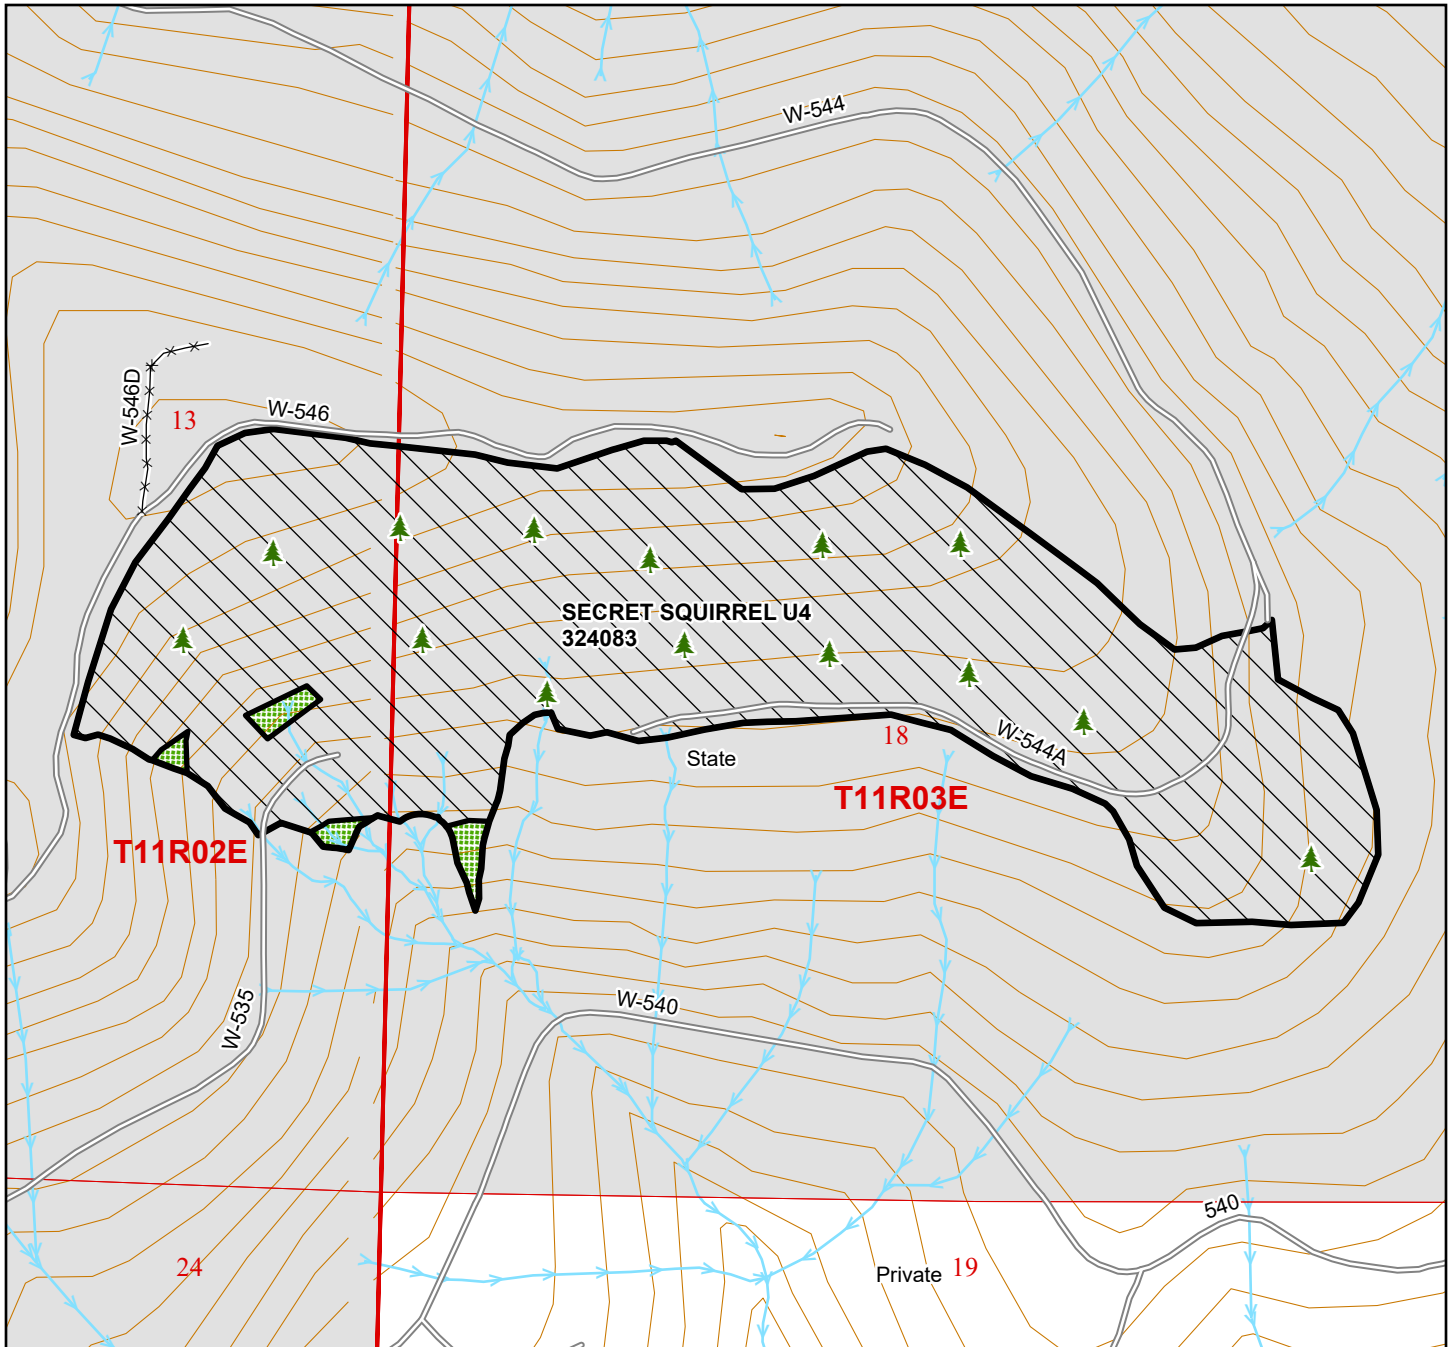 W-544
W-546D
W-546
13
SECRET SQUIRREL U4
324083
State
18
W-544A
T11R03E
T11R02E
W-535
W-540
540
24
Private
19